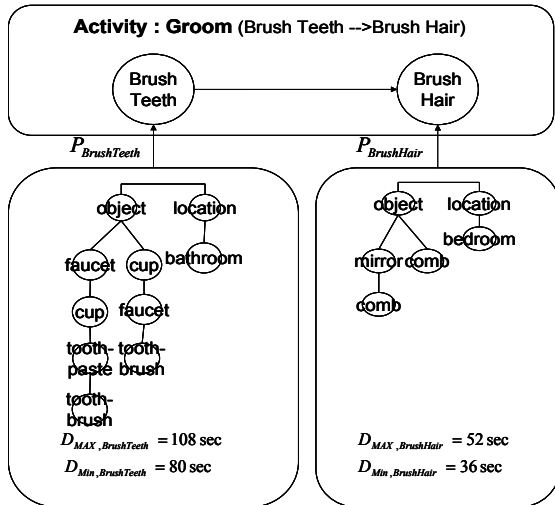 Activity : Groom (Brush Teeth -->Brush Hair)
Brush
Teeth
Brush
Hair
P BrushTeeth
P BrushHair
object
location
faucet
cup
bathroom
cup
faucet
tooth-
paste
tooth-
brush
tooth-
brush
D MAX ,BrushTeeth = 108 sec
D Min ,BrushTeeth = 80 sec
object
location
mirror
comb
bedroom
comb
D MAX ,BrushHair = 52 sec
D Min ,BrushHair = 36 sec